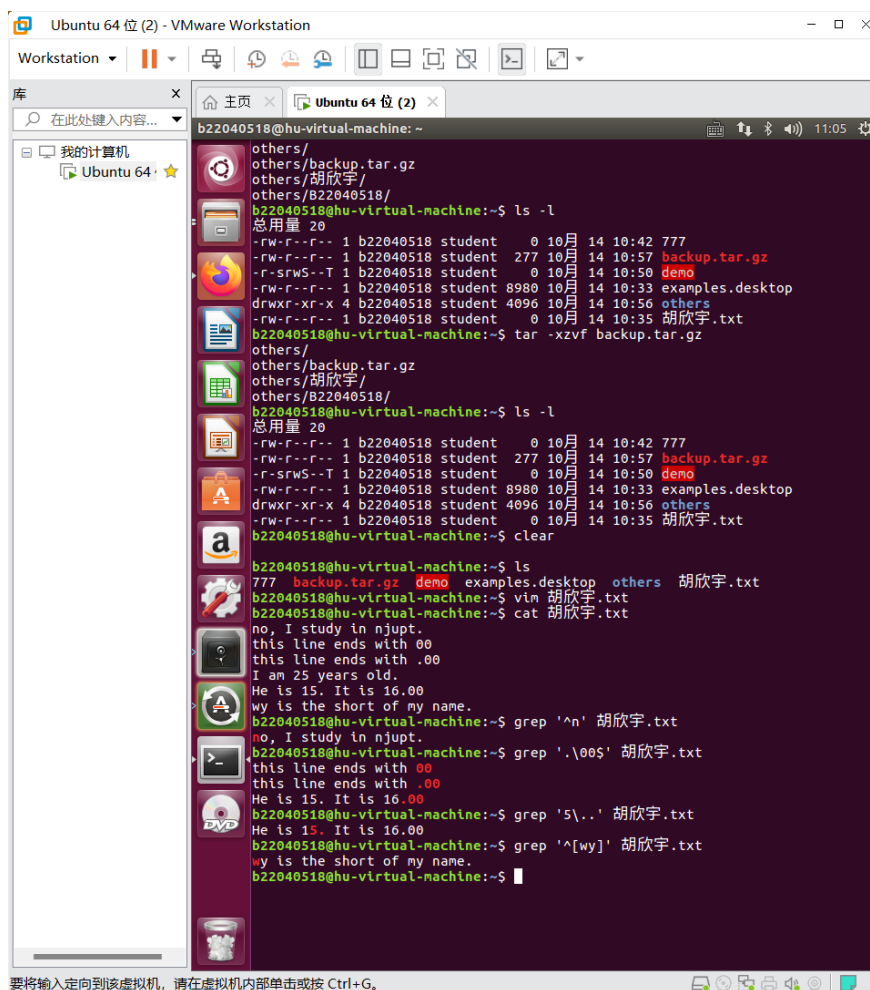 Ubuntu 64 位 (2) - VMware Workstation
Workstation
库 x
主页
Ubuntu 64 位 (2)
在此处键入内容...
b22040518@hu-virtual-machine: ~
11:05
我的计算机
Ubuntu 64
others/
others/backup.tar.gz
others/胡欣宇/
others/B22040518/
b22040518@hu-virtual-machine:~$ ls -l
总用量 20
-rw-r--r-- 1 b22040518 student 0 10月 14 10:42 777
-rw-r--r-- 1 b22040518 student 277 10月 14 10:57 backup.tar.gz
-r-srwS--T 1 b22040518 student 0 10月 14 10:50 demo
-rw-r--r-- 1 b22040518 student 8980 10月 14 10:33 examples.desktop
drwxr-xr-x 4 b22040518 student 4096 10月 14 10:56 others
-rw-r--r-- 1 b22040518 student 0 10月 14 10:35 胡欣宇.txt
b22040518@hu-virtual-machine:~$ tar -xzvf backup.tar.gz
others/
others/backup.tar.gz
others/胡欣宇/
others/B22040518/
b22040518@hu-virtual-machine:~$ ls -l
总用量 20
-rw-r--r-- 1 b22040518 student 0 10月 14 10:42 777
-rw-r--r-- 1 b22040518 student 277 10月 14 10:57 backup.tar.gz
-r-srwS--T 1 b22040518 student 0 10月 14 10:50 demo
-rw-r--r-- 1 b22040518 student 8980 10月 14 10:33 examples.desktop
drwxr-xr-x 4 b22040518 student 4096 10月 14 10:56 others
-rw-r--r-- 1 b22040518 student 0 10月 14 10:35 胡欣宇.txt
b22040518@hu-virtual-machine:~$ clear
b22040518@hu-virtual-machine:~$ ls
777 backup.tar.gz demo examples.desktop others 胡欣宇.txt
b22040518@hu-virtual-machine:~$ vim 胡欣宇.txt
b22040518@hu-virtual-machine:~$ cat 胡欣宇.txt
no, I study in njupt.
this line ends with 00
this line ends with .00
I am 25 years old.
He is 15. It is 16.00
wy is the short of my name.
b22040518@hu-virtual-machine:~$ grep '^n' 胡欣宇.txt
no, I study in njupt.
b22040518@hu-virtual-machine:~$ grep '.\00$' 胡欣宇.txt
this line ends with 00
this line ends with .00
He is 15. It is 16.00
b22040518@hu-virtual-machine:~$ grep '5\..' 胡欣宇.txt
He is 15. It is 16.00
b22040518@hu-virtual-machine:~$ grep '^[wy]' 胡欣宇.txt
wy is the short of my name.
b22040518@hu-virtual-machine:~$
要将输入定向到该虚拟机，请在虚拟机内部单击或按 Ctrl+G。